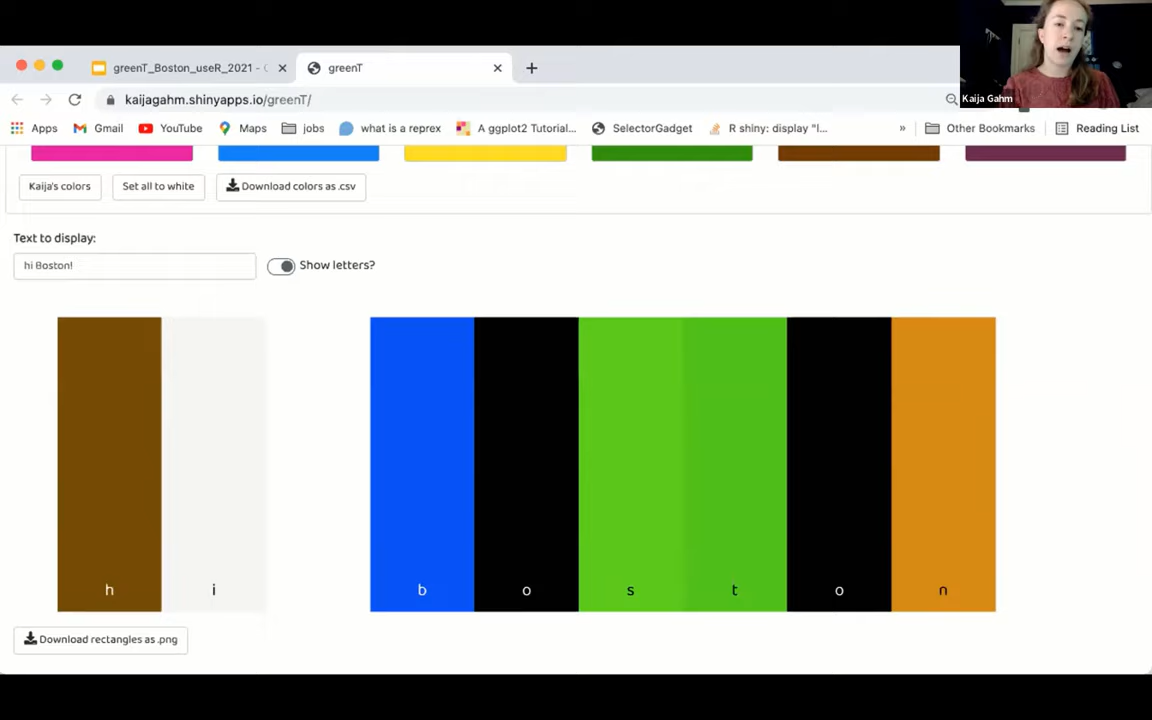 greenT_Boston_useR_2021 - (
greenT
Kaija Gahm
kaijagahm.shinyapps.io/greenT/
Apps Gmail YouTube Maps jobs what is a reprex A ggplot2 Tutorial... SelectorGadget R shiny: display "l... » Other Bookmarks Reading List
Kaija's colors Set all to white Download colors as .csv
Text to display:
hi Boston! Show letters?
h i b o s t o n
Download rectangles as .png